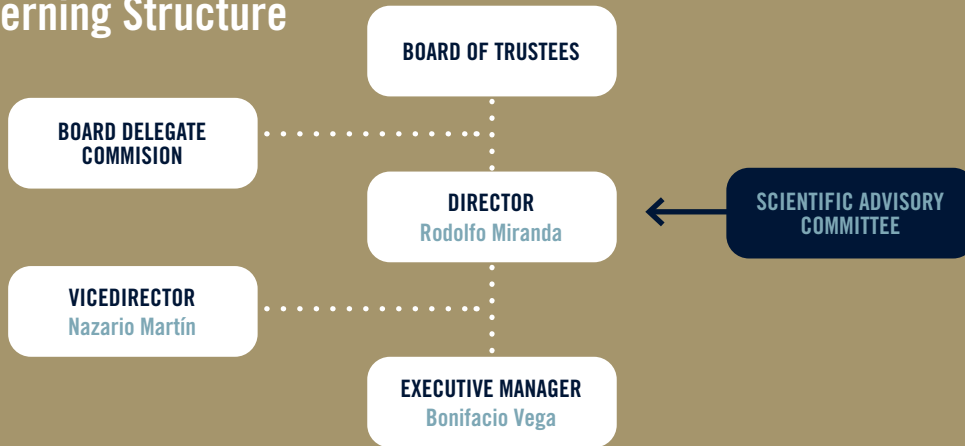 erning Structure
BOARD OF TRUSTEES
BOARD DELEGATE
COMMISION
DIRECTOR
Rodolfo Miranda
SCIENTIFIC ADVISORY
COMMITTEE
VICEDIRECTOR
Nazario Martín
EXECUTIVE MANAGER
Bonifacio Vega